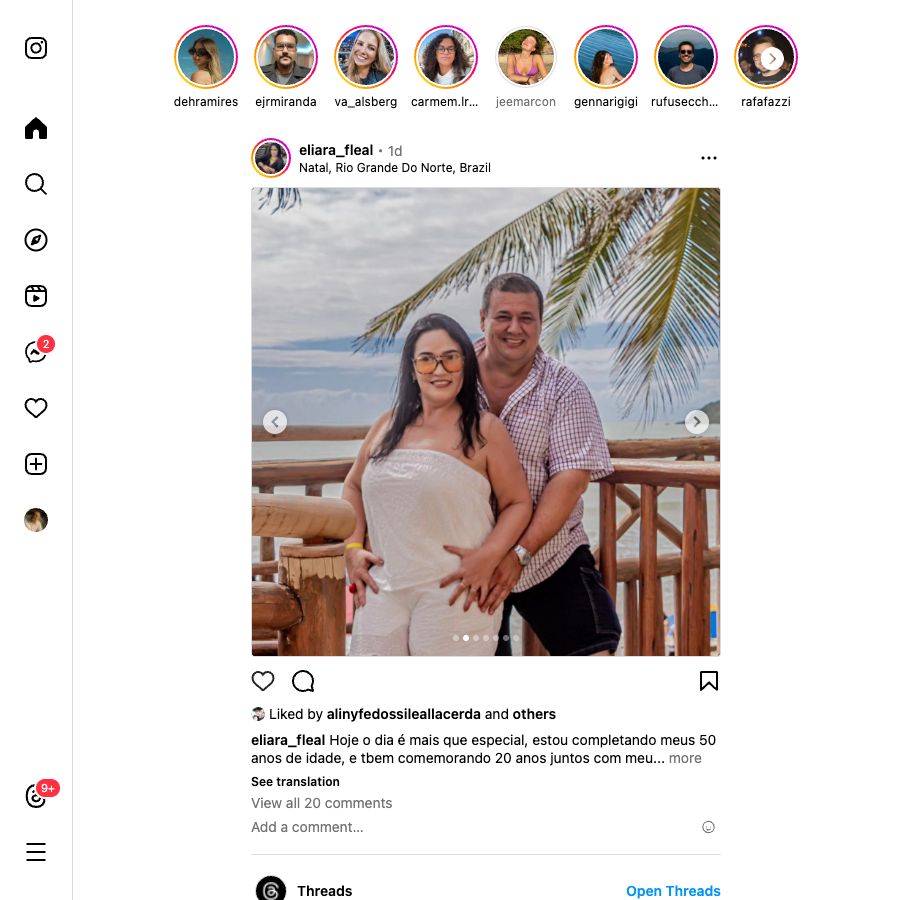 dehramires
ejrmiranda
va_alsberg
carmem.lr...
jeemarcon
gennarigigi
rufusecch...
rafafazzi
eliara_fleal • 1d
Natal, Rio Grande Do Norte, Brazil
2
Liked by alinyfedossileallacerda and others
eliara_fleal Hoje o dia é mais que especial, estou completando meus 50
anos de idade, e tbem comemorando 20 anos juntos com meu... more
See translation
View all 20 comments
Add a comment...
9+
Threads
Open Threads